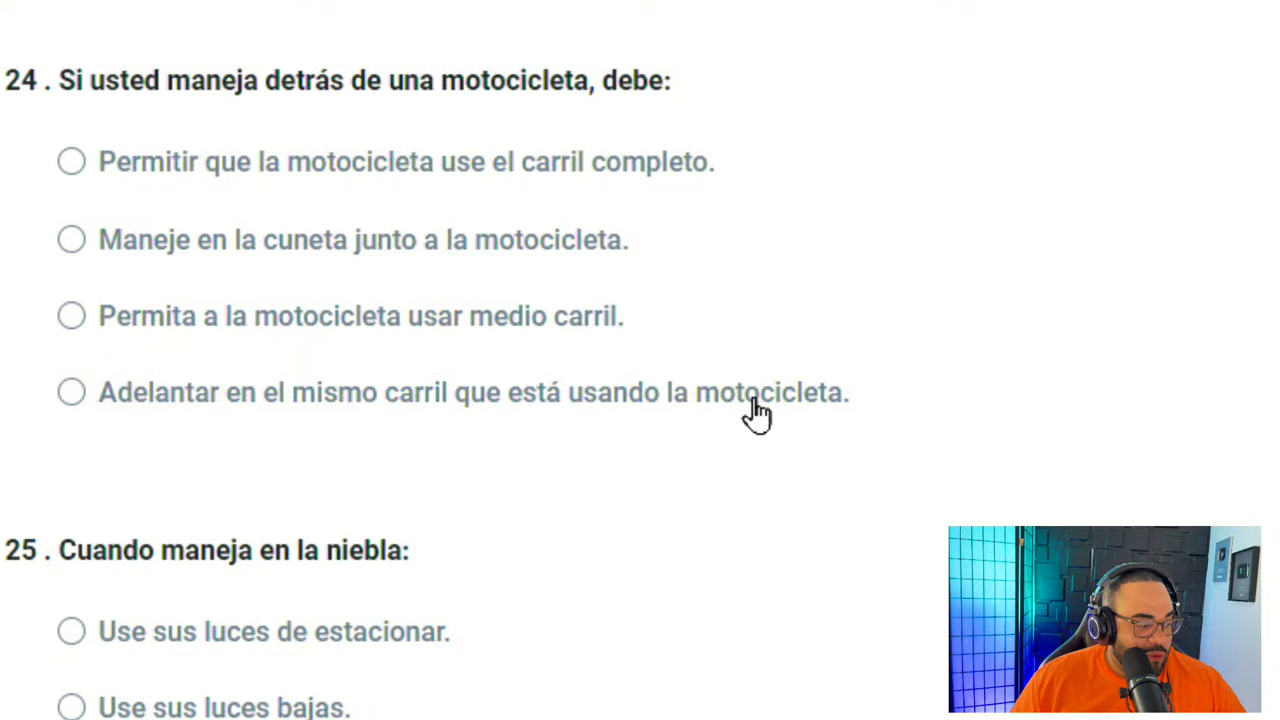 24 . Si usted maneja detrás de una motocicleta, debe:
Permitir que la motocicleta use el carril completo.
Maneje en la cuneta junto a la motocicleta.
Permita a la motocicleta usar medio carril.
Adelantar en el mismo carril que está usando la motocicleta.
25 . Cuando maneja en la niebla:
Use sus luces de estacionar.
Use sus luces bajas.